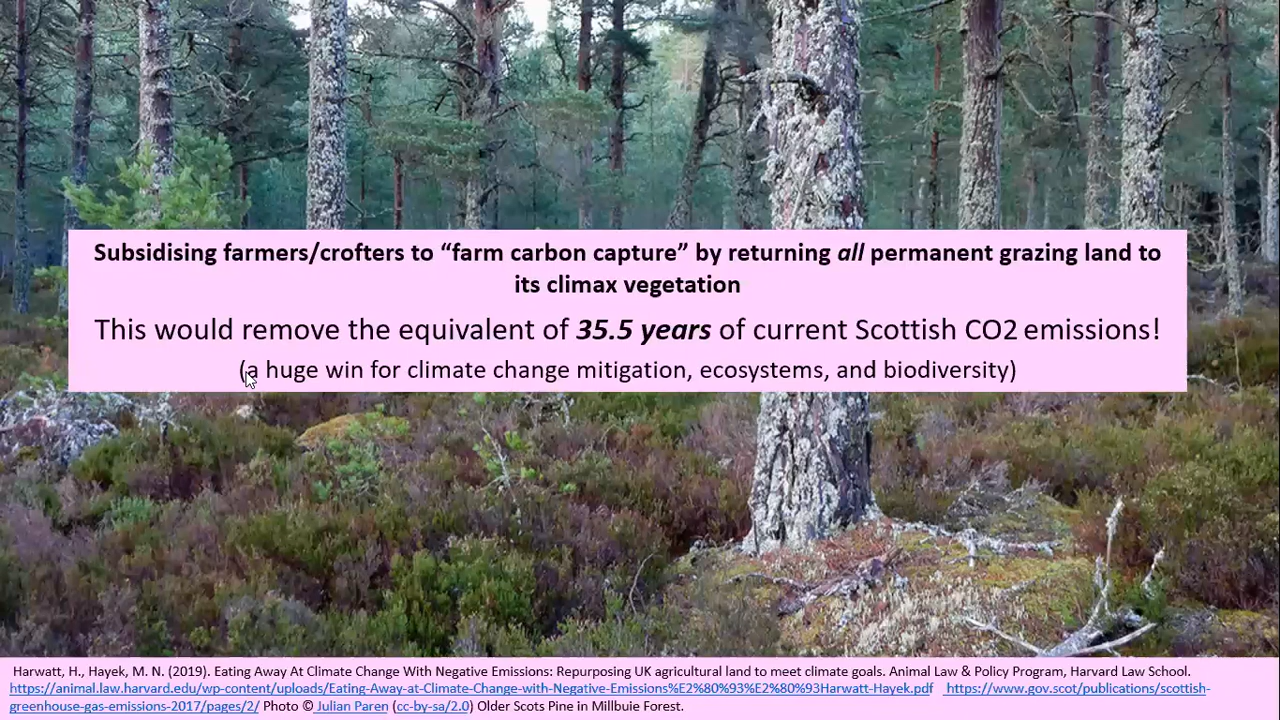 Subsidising farmers/crofters to “farm carbon capture” by returning all permanent grazing land to
its climax vegetation
This would remove the equivalent of 35.5 years of current Scottish CO2 emissions!
(a huge win for climate change mitigation, ecosystems, and biodiversity)
Harwatt, H., Hayek, M. N. (2019). Eating Away At Climate Change With Negative Emissions: Repurposing UK agricultural land to meet climate goals. Animal Law & Policy Program, Harvard Law School.
https://animal.law.harvard.edu/wp-content/uploads/Eating-Away-at-Climate-Change-with-Negative-Emissions%E2%80%93%E2%80%93Harwatt-Hayek.pdf https://www.gov.scot/publications/scottish-
greenhouse-gas-emissions-2017/pages/2/ Photo © Julian Paren (cc-by-sa/2.0) Older Scots Pine in Millbuie Forest.